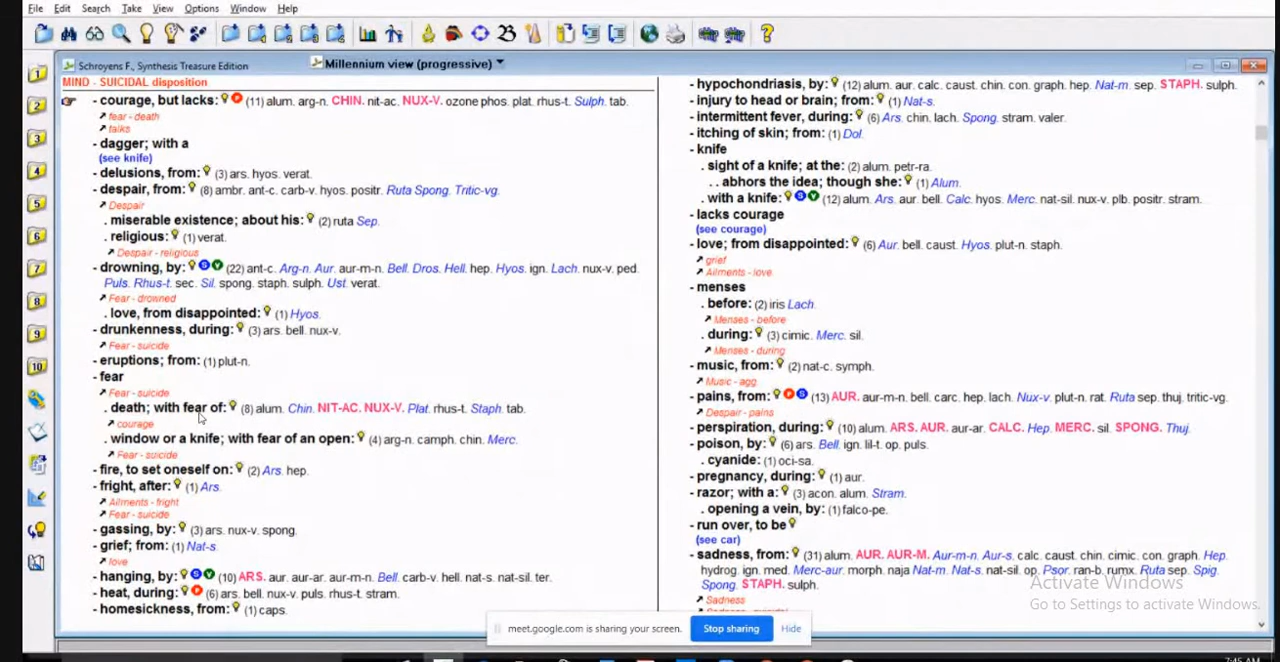 File Edit Search Take View Options Window Help
Schroyens F., Synthesis Treasure Edition
Millennium view (progressive)
1
2
3
4
5
6
7
8
9
10
MIND - SUICIDAL disposition
- courage, but lacks: (11) alum. arg-n. CHIN. nit-ac. NUX-V. ozone phos. plat. rhus-t. Sulph. tab.
fear - death
talks
- dagger; with a
(see knife)
- delusions, from: (3) ars. hyos. verat.
- despair, from: (8) ambr. ant-c. carb-v. hyos. positr. Ruta Spong. Tritic-vg.
Despair
. miserable existence; about his: (2) ruta Sep.
. religious: (1) verat.
Despair - religious
- drowning, by: (22) ant-c. Arg-n. Aur. aur-m-n. Bell. Dros. Hell. hep. Hyos. ign. Lach. nux-v. ped.
Puls. Rhus-t. sec. Sil. spong. staph. sulph. Ust. verat.
Fear - drowned
. love, from disappointed: (1) Hyos.
- drunkenness, during: (3) ars. bell. nux-v.
Fear - suicide
- eruptions; from: (1) plut-n.
- fear
Fear - suicide
. death; with fear of: (8) alum. Chin. NIT-AC. NUX-V. Plat. rhus-t. Staph. tab.
courage
. window or a knife; with fear of an open: (4) arg-n. camph. chin. Merc.
Fear - suicide
- fire, to set oneself on: (2) Ars. hep.
- fright, after: (1) Ars.
Ailments - fright
Fear - suicide
- gassing, by: (3) ars. nux-v. spong.
- grief; from: (1) Nat-s.
love
- hanging, by: (10) ARS. aur. aur-ar. aur-m-n. Bell. carb-v. hell. nat-s. nat-sil. ter.
- heat, during: (6) ars. bell. nux-v. puls. rhus-t. stram.
- homesickness, from: (1) caps.
- hypochondriasis, by: (12) alum. aur. calc. caust. chin. con. graph. hep. Nat-m. sep. STAPH. sulph.
- injury to head or brain; from: (1) Nat-s.
- intermittent fever, during: (6) Ars. chin. lach. Spong. stram. valer.
- itching of skin; from: (1) Dol.
- knife
. sight of a knife; at the: (2) alum. petr-ra.
. . abhors the idea; though she: (1) Alum.
. with a knife: (12) alum. Ars. aur. bell. Calc. hyos. Merc. nat-sil. nux-v. plb. positr. stram.
- lacks courage
(see courage)
- love; from disappointed: (6) Aur. bell. caust. Hyos. plut-n. staph.
grief
Ailments - love
- menses
. before: (2) iris Lach.
Menses - before
. during: (3) cimic. Merc. sil.
Menses - during
- music, from: (2) nat-c. symph.
Music - agg.
- pains, from: (13) AUR. aur-m-n. bell. carc. hep. lach. Nux-v. plut-n. rat. Ruta sep. thuj. tritic-vg.
Despair - pains
- perspiration, during: (10) alum. ARS. AUR. aur-ar. CALC. Hep. MERC. sil. SPONG. Thuj.
- poison, by: (6) ars. Bell. ign. lil-t. op. puls.
. cyanide: (1) oci-sa.
- pregnancy, during: (1) aur.
- razor; with a: (3) acon. alum. Stram.
. opening a vein, by: (1) falco-pe.
- run over, to be
(see car)
- sadness, from: (31) alum. AUR. AUR-M. Aur-m-n. Aur-s. calc. caust. chin. cimic. con. graph. Hep.
hydrog. ign. med. Merc-aur. morph. naja Nat-m. Nat-s. nat-sil. op. Psor. ran-b. rumx. Ruta sep. Spig.
Spong. STAPH. sulph.
Sadness
Activate Windows
Go to Settings to activate Windows.
meet.google.com is sharing your screen. Stop sharing Hide
7:45 AM